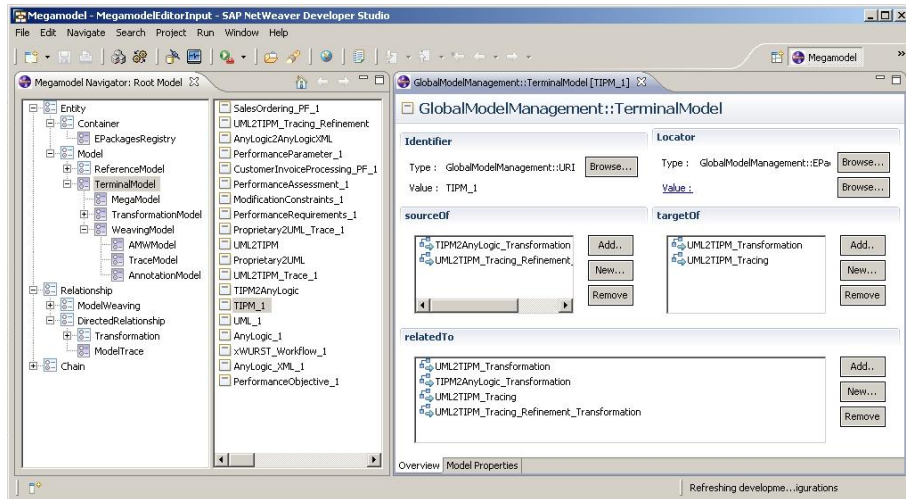 Megamodel - MegamodelEditorInput - SAP NetWeaver Developer Studio
File Edit Navigate Search Project Run Window Help
Megamodel
»
Megamodel Navigator: Root Model
Entity
Container
EPackagesRegistry
Model
ReferenceModel
TerminalModel
MegaModel
TransformationModel
WeavingModel
AMWModel
TraceModel
AnnotationModel
Relationship
ModelWeaving
DirectedRelationship
Transformation
ModelTrace
Chain
SalesOrdering_PF_1
UML2TIPM_Tracing_Refinement
AnyLogic2AnyLogicXML
PerformanceParameter_1
CustomerInvoiceProcessing_PF_1
PerformanceAssessment_1
ModificationConstraints_1
PerformanceRequirements_1
Proprietary2UML_Trace_1
UML2TIPM
Proprietary2UML
UML2TIPM_Trace_1
TIPM2AnyLogic
TIPM_1
UML_1
AnyLogic_1
xWURST_Workflow_1
AnyLogic_XML_1
PerformanceObjective_1
GlobalModelManagement::TerminalModel [TIPM_1]
GlobalModelManagement::TerminalModel
Identifier
Type : GlobalModelManagement::URI Browse...
Value : TIPM_1
Locator
Type : GlobalModelManagement::EPa Browse...
Value : Browse...
sourceOf
TIPM2AnyLogic_Transformation
UML2TIPM_Tracing_Refinement_
Add..
New...
Remove
targetOf
UML2TIPM_Transformation
UML2TIPM_Tracing
Add..
New...
Remove
relatedTo
UML2TIPM_Transformation
TIPM2AnyLogic_Transformation
UML2TIPM_Tracing
UML2TIPM_Tracing_Refinement_Transformation
Add..
New...
Remove
Overview Model Properties
Refreshing developme...igurations